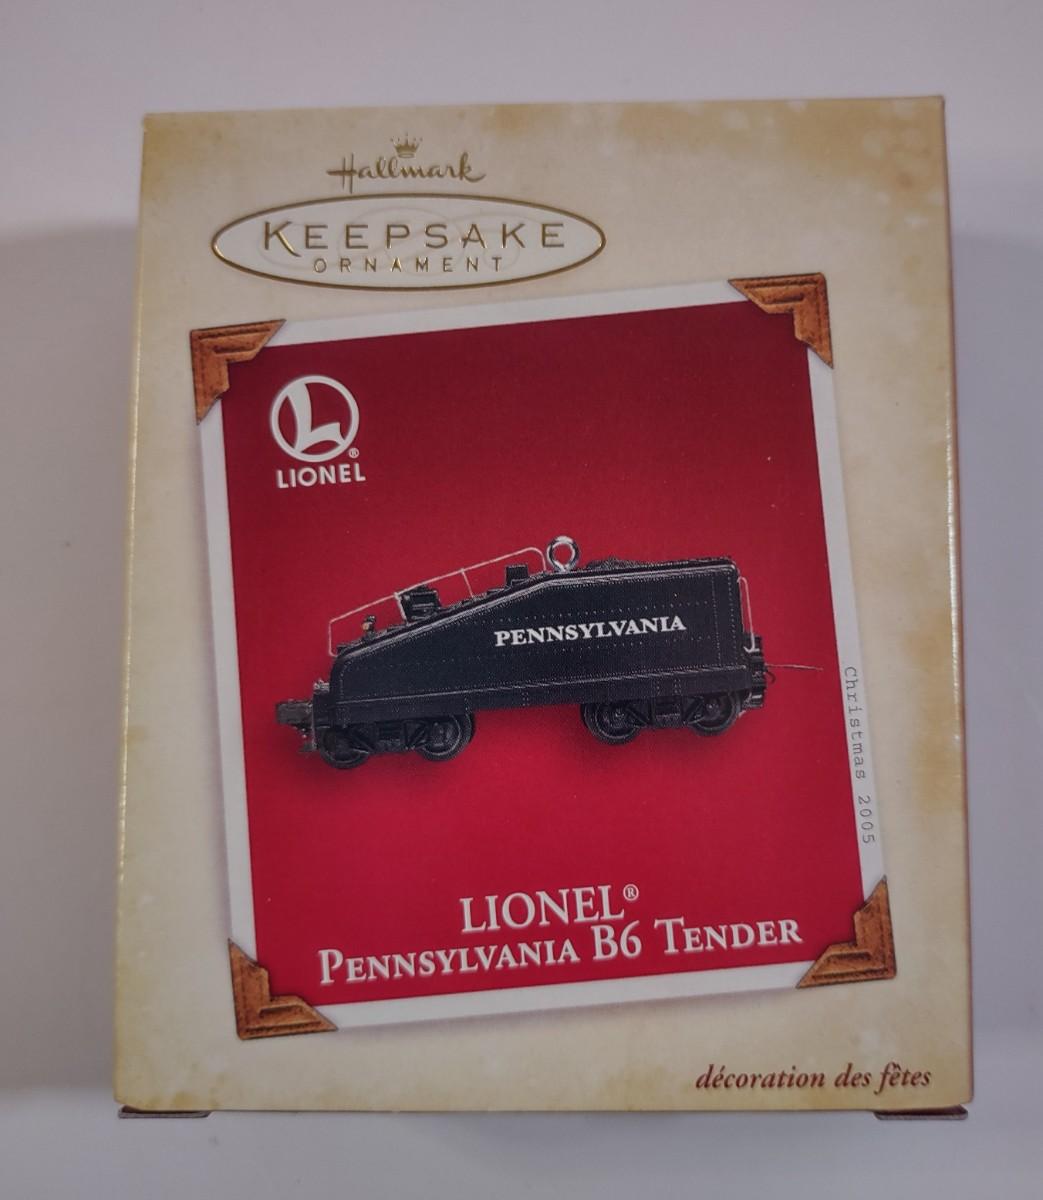 Hallmark
KEEPSAKE
ORNAMENT
L®
LIONEL
PENNSYLVANIA
Christmas 2005
LIONEL®
PENNSYLVANIA B6 TENDER
décoration des fêtes